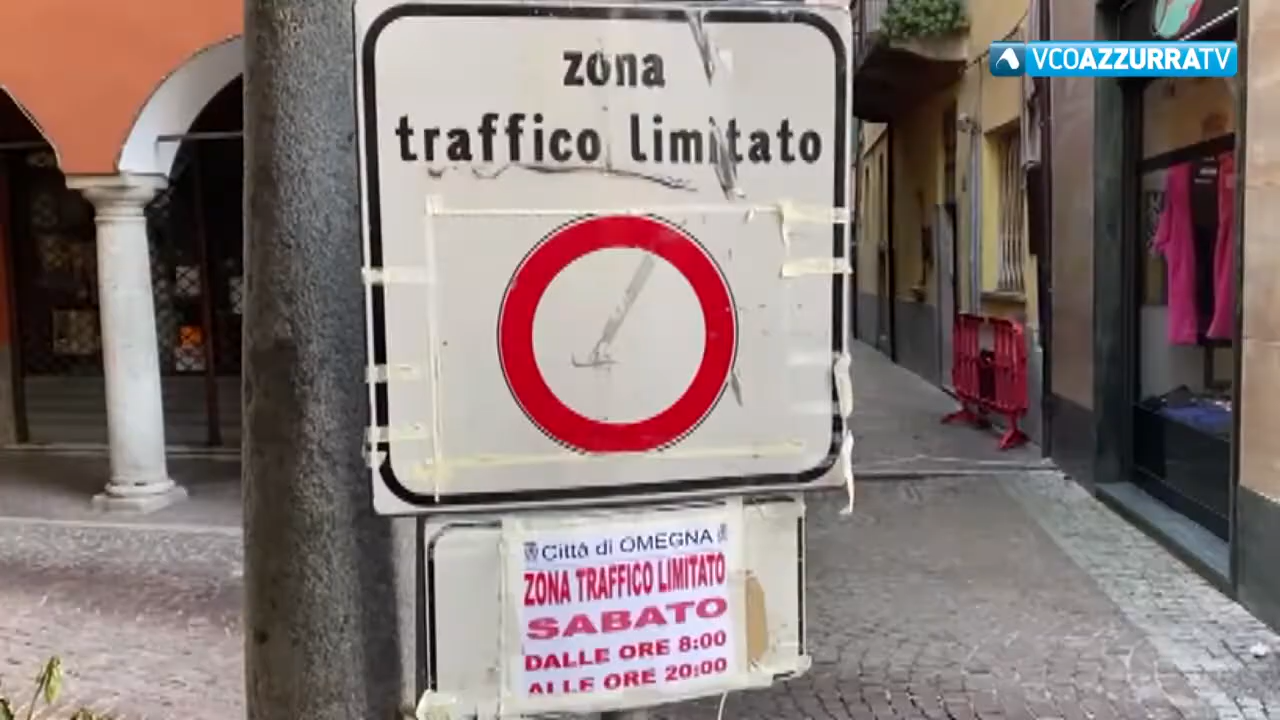 VCOAZZURRATV
zona
traffico limitato
Città di OMEGNA
ZONA TRAFFICO LIMITATO
SABATO
DALLE ORE 8:00
ALLE ORE 20:00